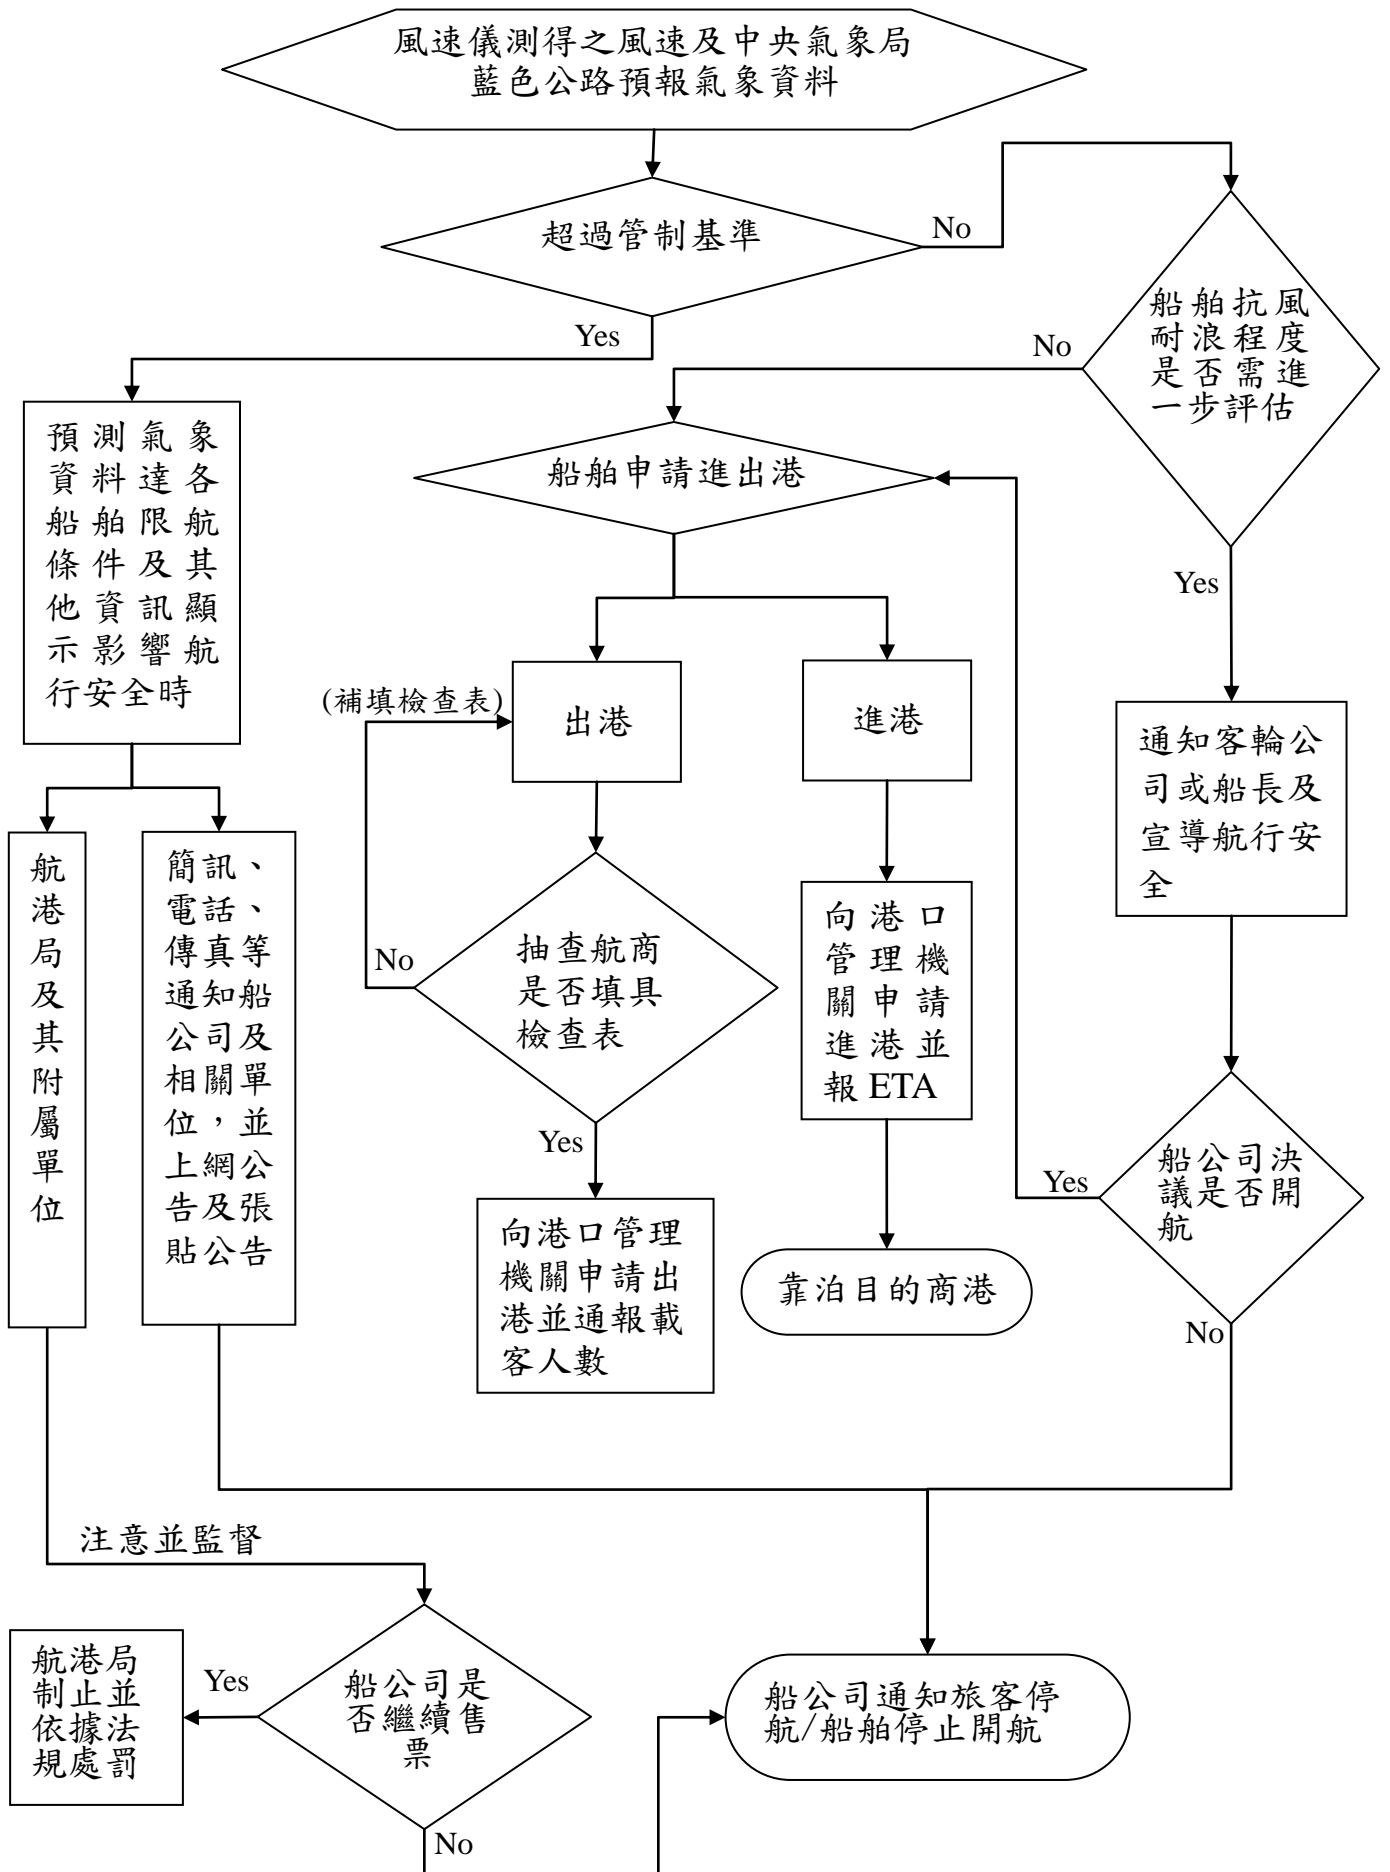 風速儀測得之風速及中央氣象局
藍色公路預報氣象資料
超過管制基準
No
Yes
船舶抗風
耐浪程度
是否需進
一步評估
No
Yes
預測氣象
資料達各
船舶限航
條件及其
他資訊顯
示影響航
行安全時
船舶申請進出港
(補填檢查表)
出港
進港
通知客輪公
司或船長及
宣導航行安
全
航
港
局
及
其
附
屬
單
位
簡訊、
電話、
傳真等
通知船
公司及
相關單
位，並
上網公
告及張
貼公告
No
抽查航商
是否填具
檢查表
Yes
向港口
管理機
關申請
進港並
報 ETA
向港口管理
機關申請出
港並通報載
客人數
靠泊目的商港
Yes
船公司決
議是否開
航
No
注意並監督
航港局
制止並
依據法
規處罰
Yes
船公司是
否繼續售
票
No
船公司通知旅客停
航/船舶停止開航